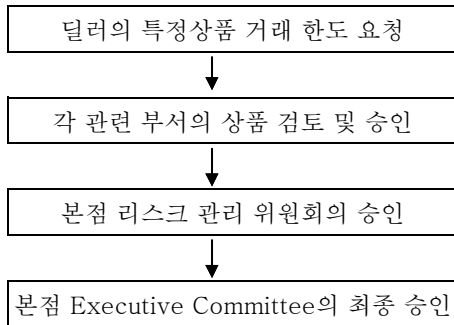 딜러의 특정상품 거래 한도 요청
각 관련 부서의 상품 검토 및 승인
본점 리스크 관리 위원회의 승인
본점 Executive Committee의 최종 승인